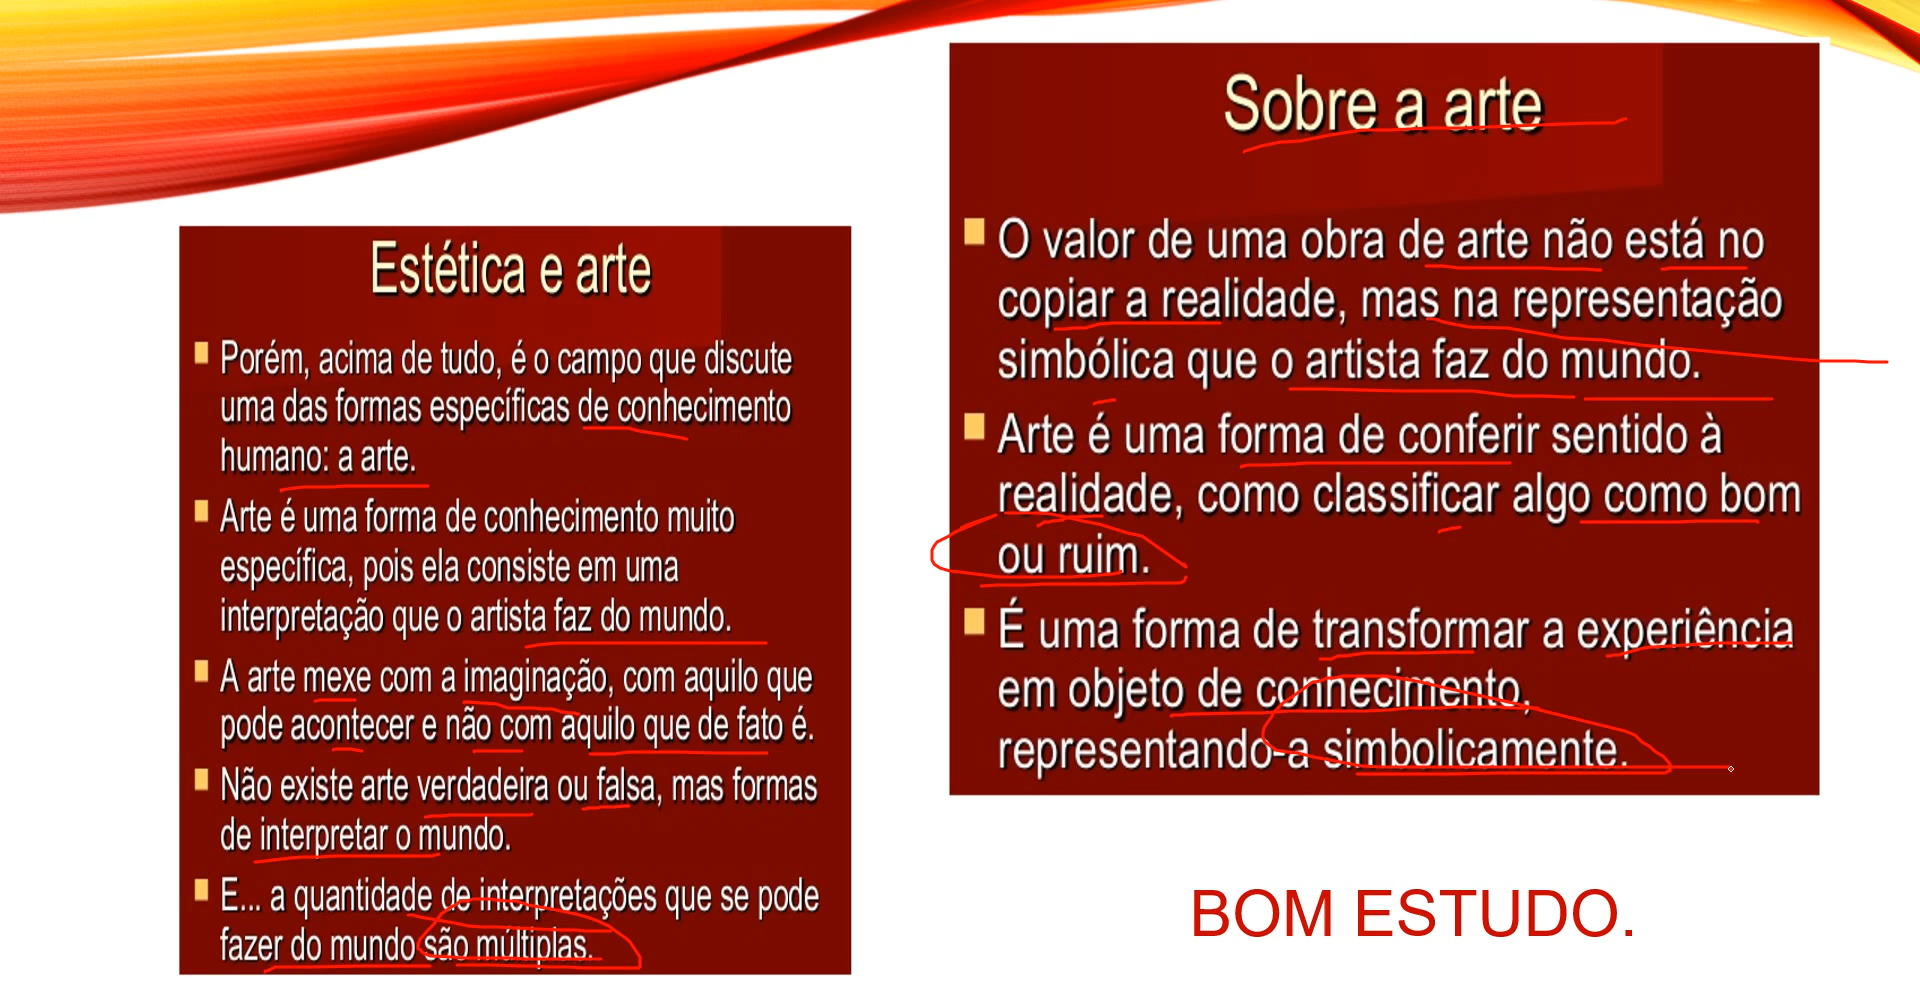 Estética e arte
Porém, acima de tudo, é o campo que discute
uma das formas específicas de conhecimento
humano: a arte.
Arte é uma forma de conhecimento muito
específica, pois ela consiste em uma
interpretação que o artista faz do mundo.
A arte mexe com a imaginação, com aquilo que
pode acontecer e não com aquilo que de fato é.
Não existe arte verdadeira ou falsa, mas formas
de interpretar o mundo.
E... a quantidade de interpretações que se pode
fazer do mundo são múltiplas.
Sobre a arte
O valor de uma obra de arte não está no
copiar a realidade, mas na representação
simbólica que o artista faz do mundo.
Arte é uma forma de conferir sentido à
realidade, como classificar algo como bom
ou ruim.
É uma forma de transformar a experiência
em objeto de conhecimento,
representando-a simbolicamente.
BOM ESTUDO.